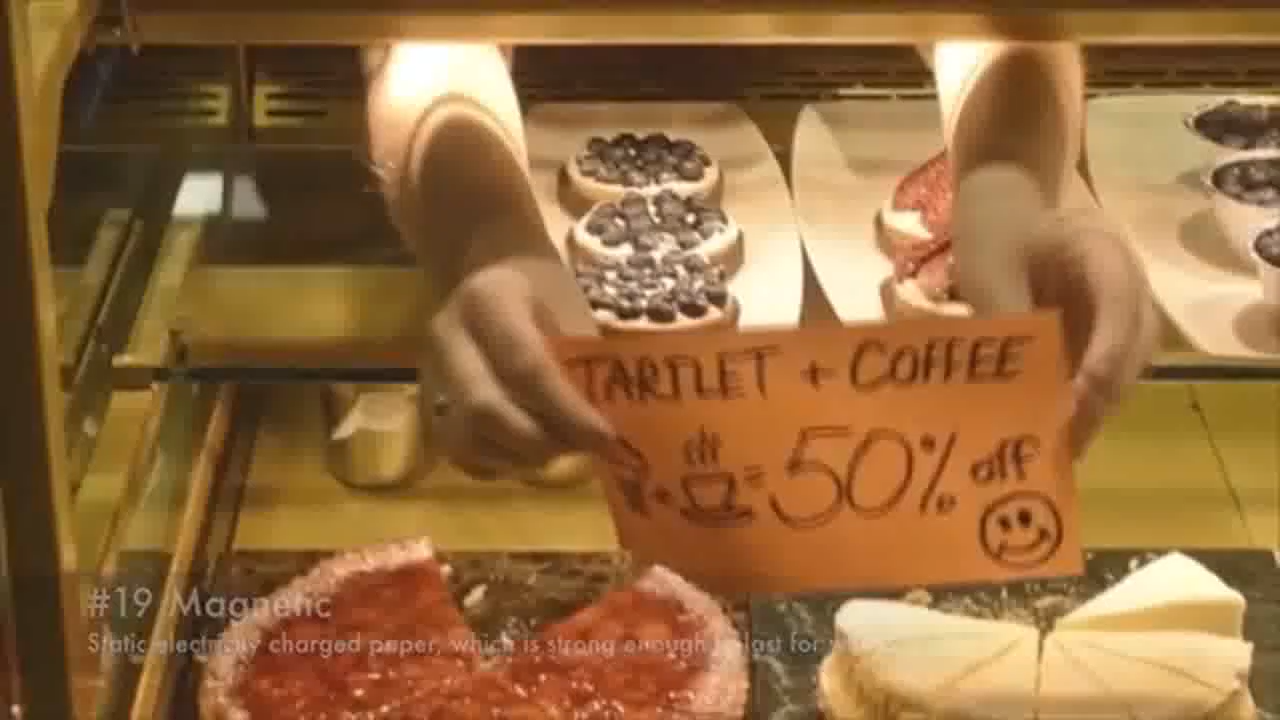 TARTLET + COFFEE
+ = 50% off
#19 Magnetic
Static electricity charged paper, which is strong enough to last for